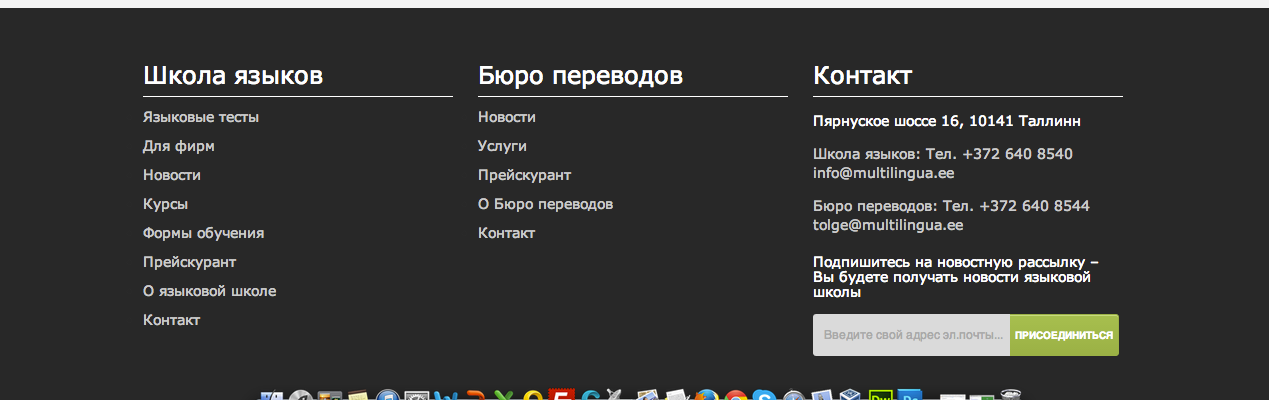 Школа языков
Языковые тесты
Для фирм
Новости
Курсы
Формы обучения
Прейскурант
О языковой школе
Контакт
Бюро переводов
Новости
Услуги
Прейскурант
О Бюро переводов
Контакт
Контакт
Пярнуское шоссе 16, 10141 Таллинн
Школа языков: Тел. +372 640 8540
info@multilingua.ee
Бюро переводов: Тел. +372 640 8544
tolge@multilingua.ee
Подпишитесь на новостную рассылку –
Вы будете получать новости языковой
школы
Введите свой адрес эл.почты... ПРИСОЕДИНИТЬСЯ